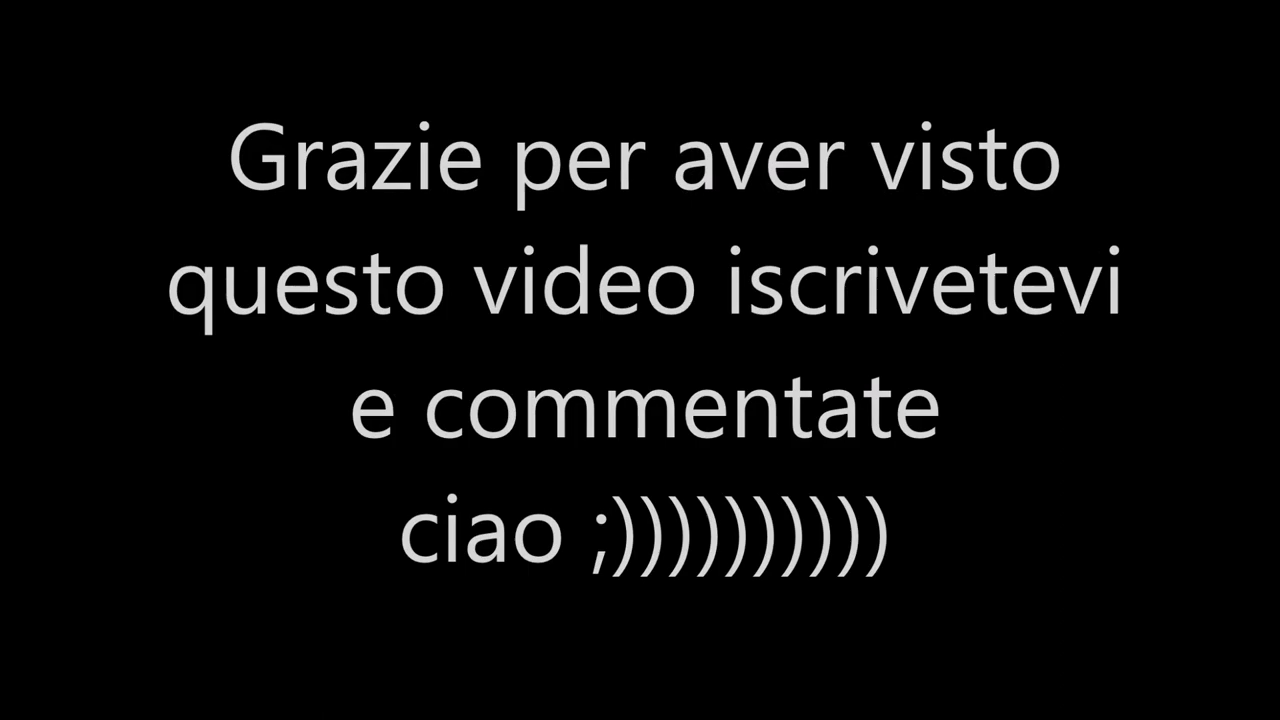 Grazie per aver visto
questo video iscrivetevi
e commentate
ciao ;))))))))))